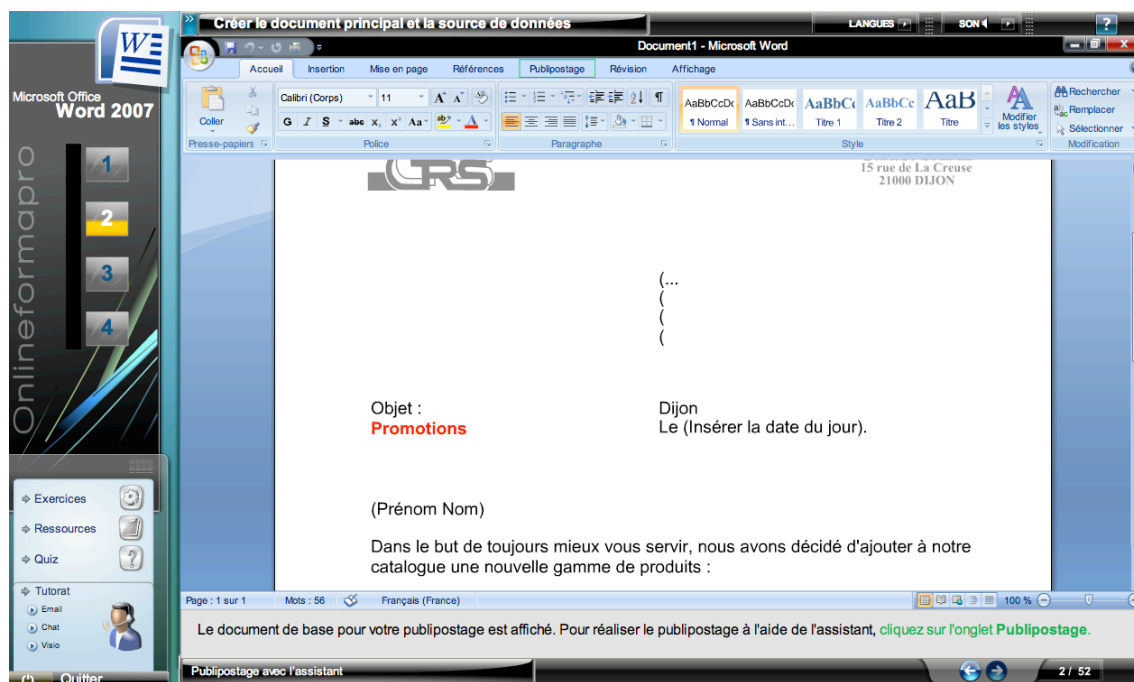 Créer le document principal et la source de données
LANGUES
SON
?
Document1 - Microsoft Word
Accueil Insertion Mise en page Références Publipostage Révision Affichage
Coller
Calibri (Corps) 11
G I S abc x, x² Aa A
AaBbCcDc AaBbCcDc AaBbCc AaBbCc AaB
¶ Normal ¶ Sans int... Titre 1 Titre 2 Titre
Modifier
les styles
Rechercher
Remplacer
Sélectionner
Presse-papiers Police Paragraphe Style Modification
W
Microsoft Office
Word 2007
Onlineformapro
1
2
3
4
CRS
15 rue de La Creuse
21000 DIJON
(...
(
(
(
Objet :
Promotions
Dijon
Le (Insérer la date du jour).
(Prénom Nom)
Dans le but de toujours mieux vous servir, nous avons décidé d'ajouter à notre
catalogue une nouvelle gamme de produits :
Exercices
Ressources
Quiz
Tutorat
Email
Chat
Visio
Quitter
Page : 1 sur 1 Mots : 56 Français (France) 100 %
Le document de base pour votre publipostage est affiché. Pour réaliser le publipostage à l'aide de l'assistant, cliquez sur l'onglet Publipostage.
Publipostage avec l'assistant
2 / 52